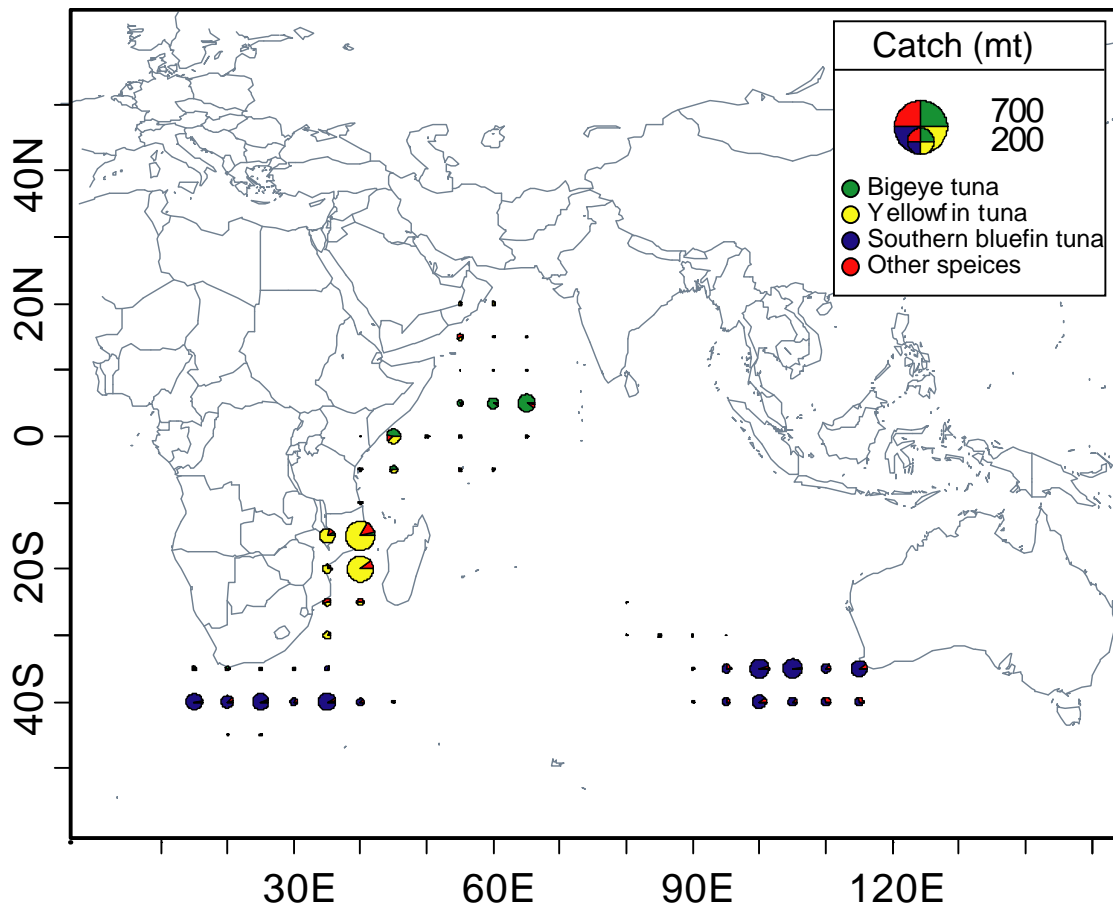 Catch (mt)
700
200
Bigeye tuna
Yellowfin tuna
Southern bluefin tuna
Other speices
40N
20N
0
20S
40S
30E 60E 90E 120E